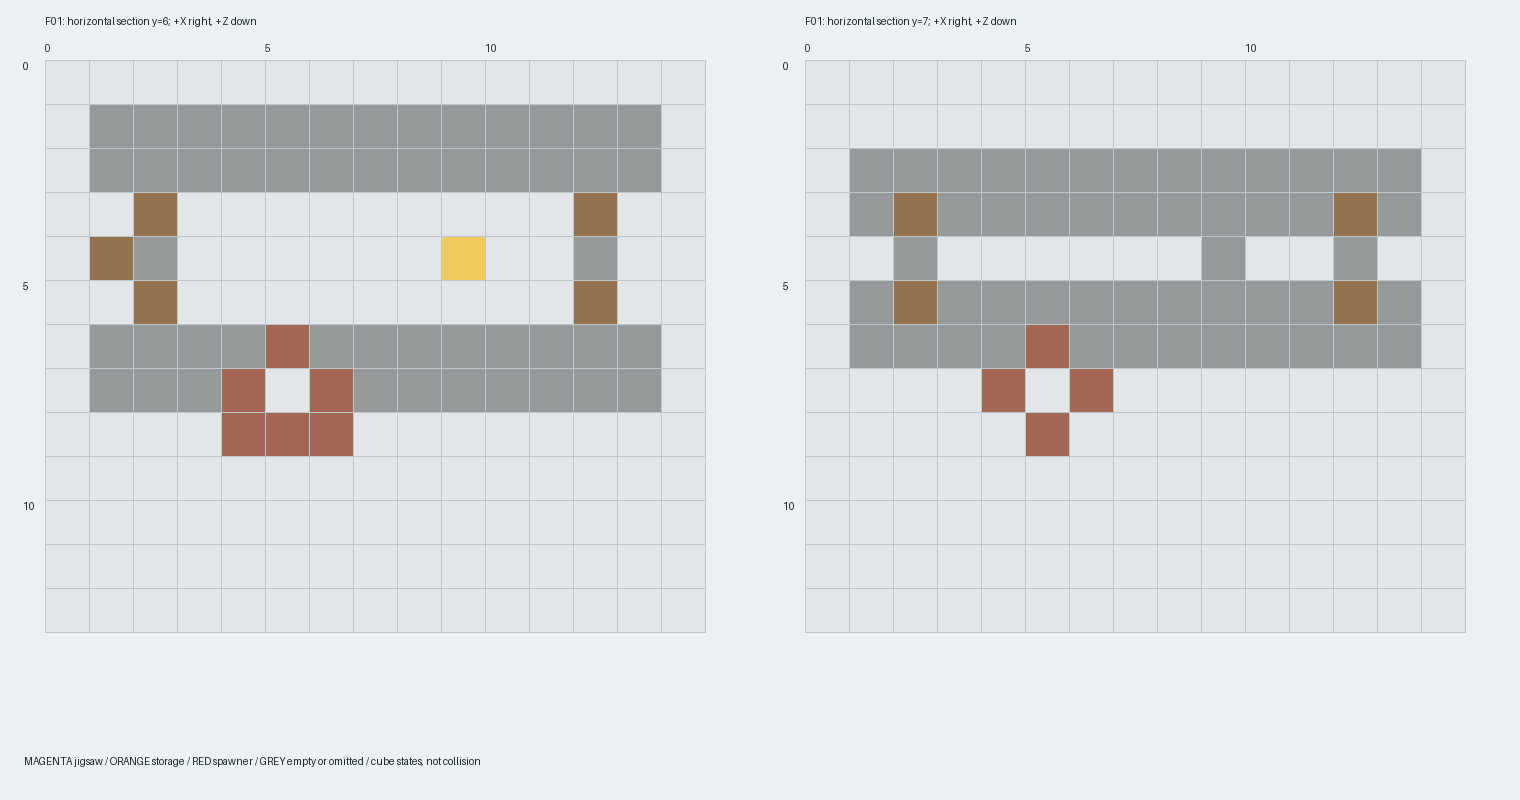 F01: horizontal section y=6; +X right, +Z down
F01: horizontal section y=7; +X right, +Z down
0 5 10
0 5 10
0
0
5
5
10
10
MAGENTA jigsaw / ORANGE storage / RED spawner / GREY empty or omitted / cube states, not collision